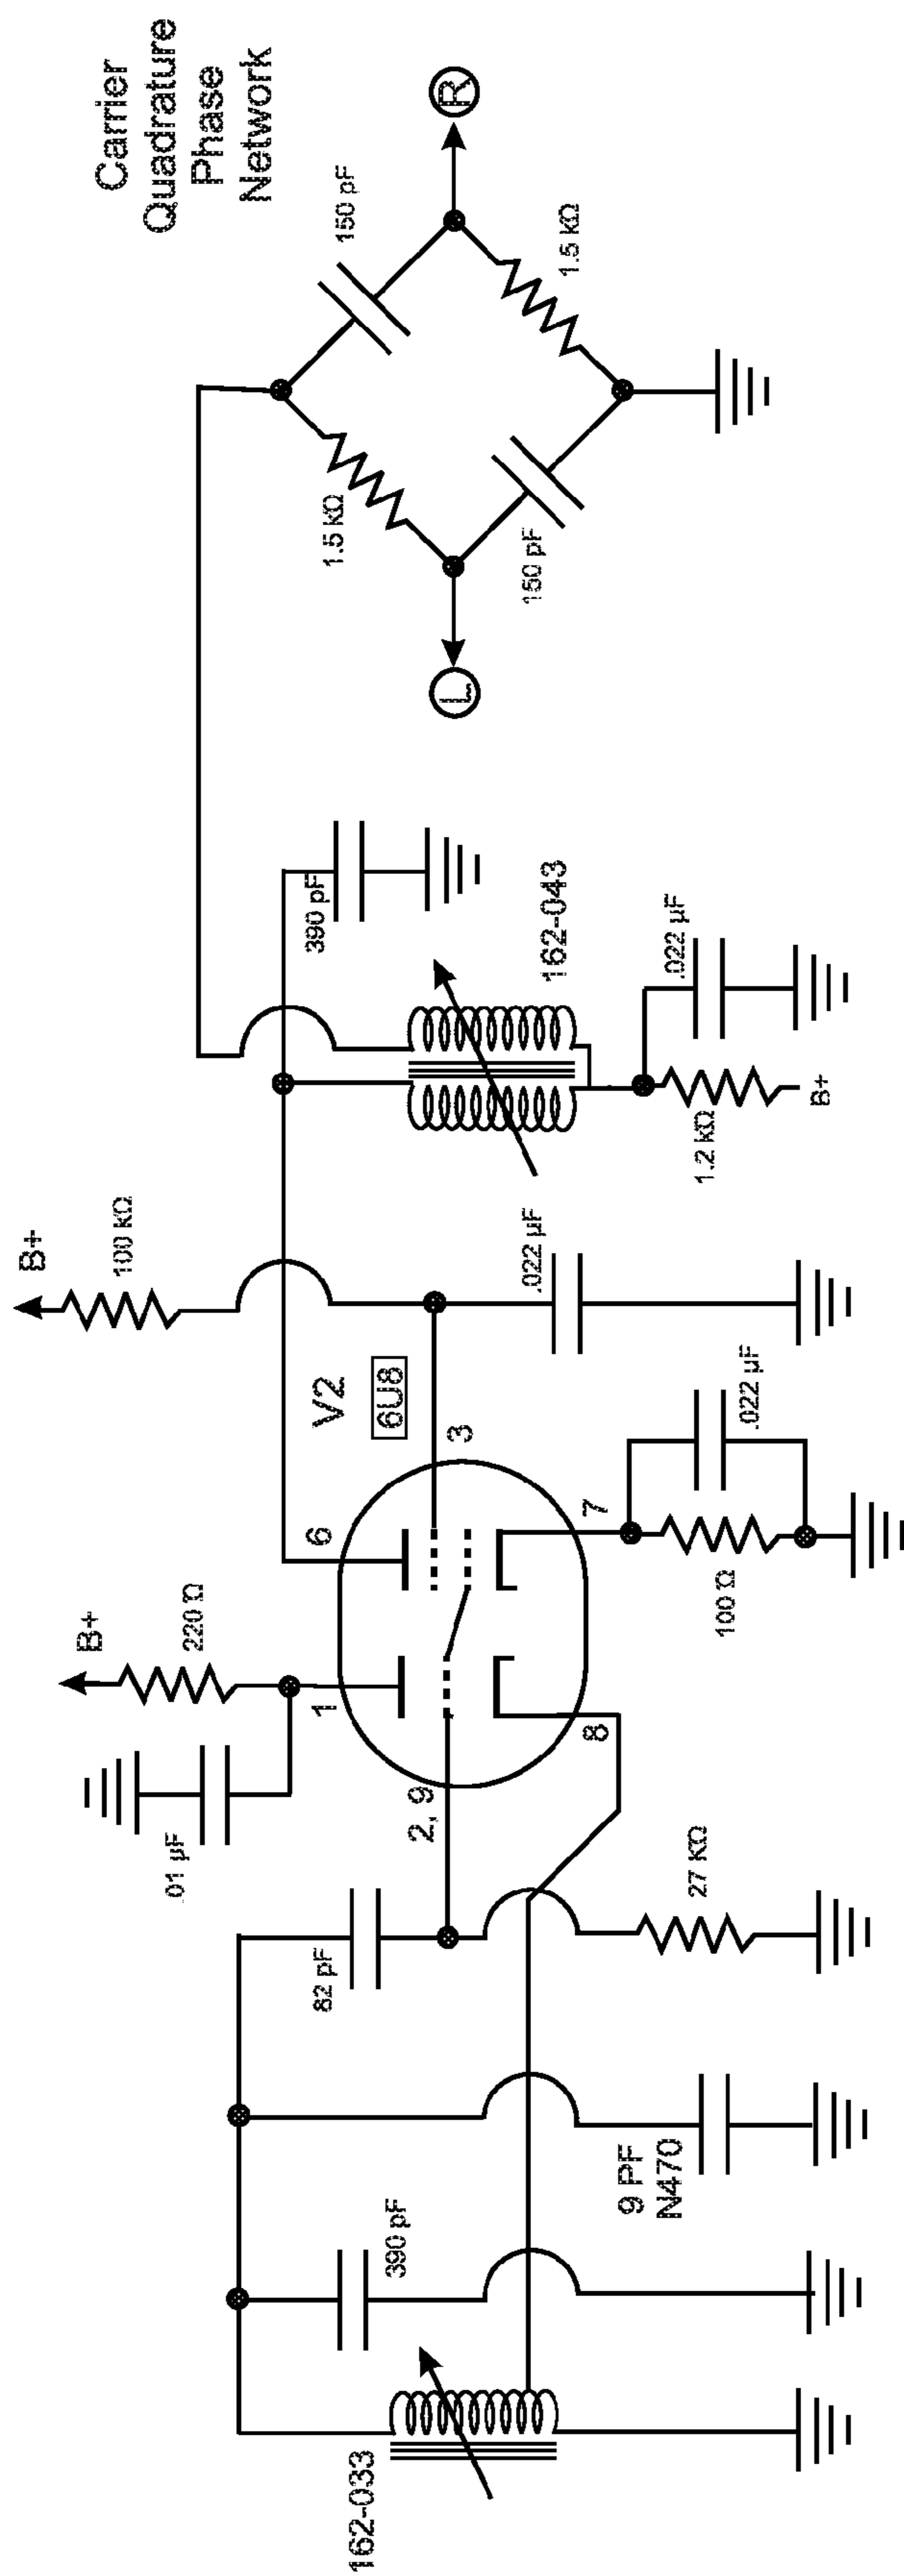 Carrier
Quadrature
Phase
Network
150 pF
R
1.5 kΩ
1.5 kΩ
150 pF
L
390 pF
162-043
.022 µF
1.2 kΩ
B+
B+
100 kΩ
.022 µF
V2
6U8
3
6
7
.022 µF
100 Ω
B+
220 Ω
1
8
2, 9
.01 µF
82 pF
27 KΩ
9 PF
N470
390 pF
162-033